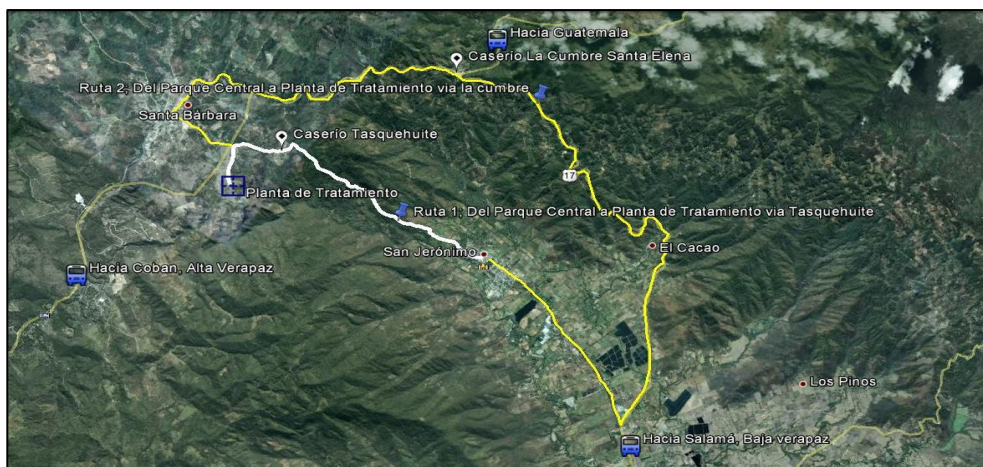 Hacia Guatemala
Caserio La Cumbre Santa Elena
Ruta 2; Del Parque Central a Planta de Tratamiento via la cumbre
Santa Bárbara
Caserio Tasquehuite
17
Planta de Tratamiento
Ruta 1; Del Parque Central a Planta de Tratamiento via Tasquehuite
San Jerónimo
El Cacao
Hacia Coban, Alta Verapaz
Los Pinos
Hacia Salamá, Baja verapaz